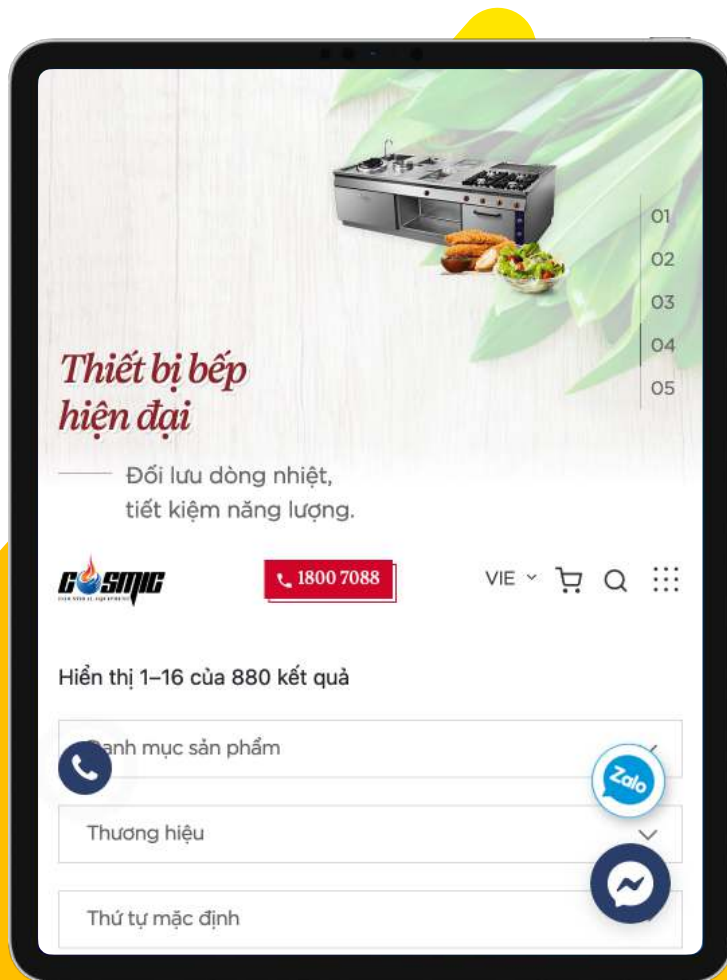 01
02
03
04
05
Thiết bị bếp
hiện đại
Đối lưu dòng nhiệt,
tiết kiệm năng lượng.
COSMIC
1800 7088
VIE
Hiển thị 1–16 của 880 kết quả
Danh mục sản phẩm
Zalo
Thương hiệu
Thứ tự mặc định